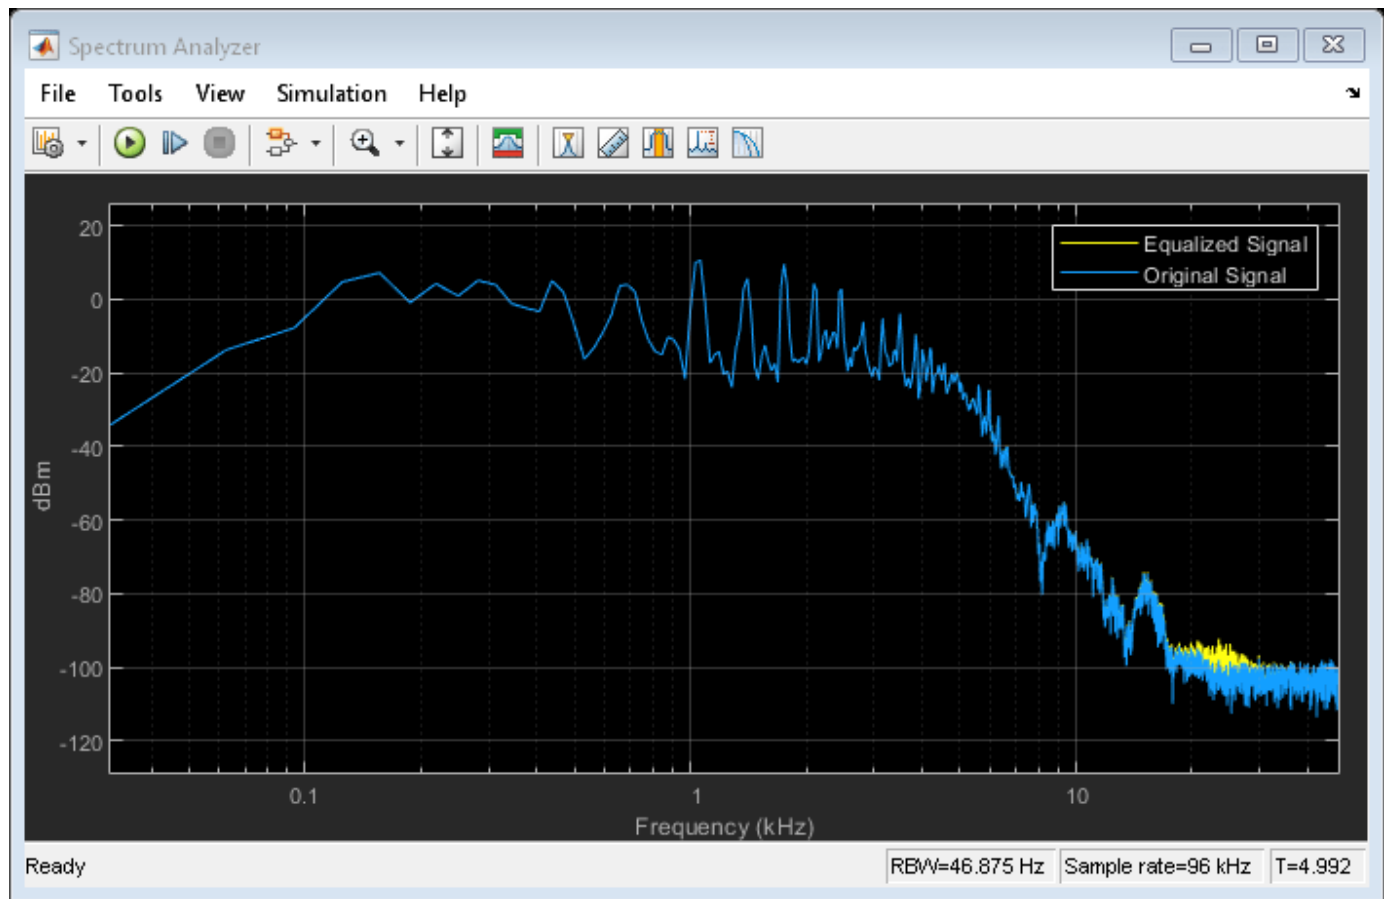 Spectrum Analyzer
File Tools View Simulation Help
20
0
-20
-40
-60
-80
-100
-120
dBm
Equalized Signal
Original Signal
0.1 1 10
Frequency (kHz)
Ready RBW=46.875 Hz Sample rate=96 kHz T=4.992